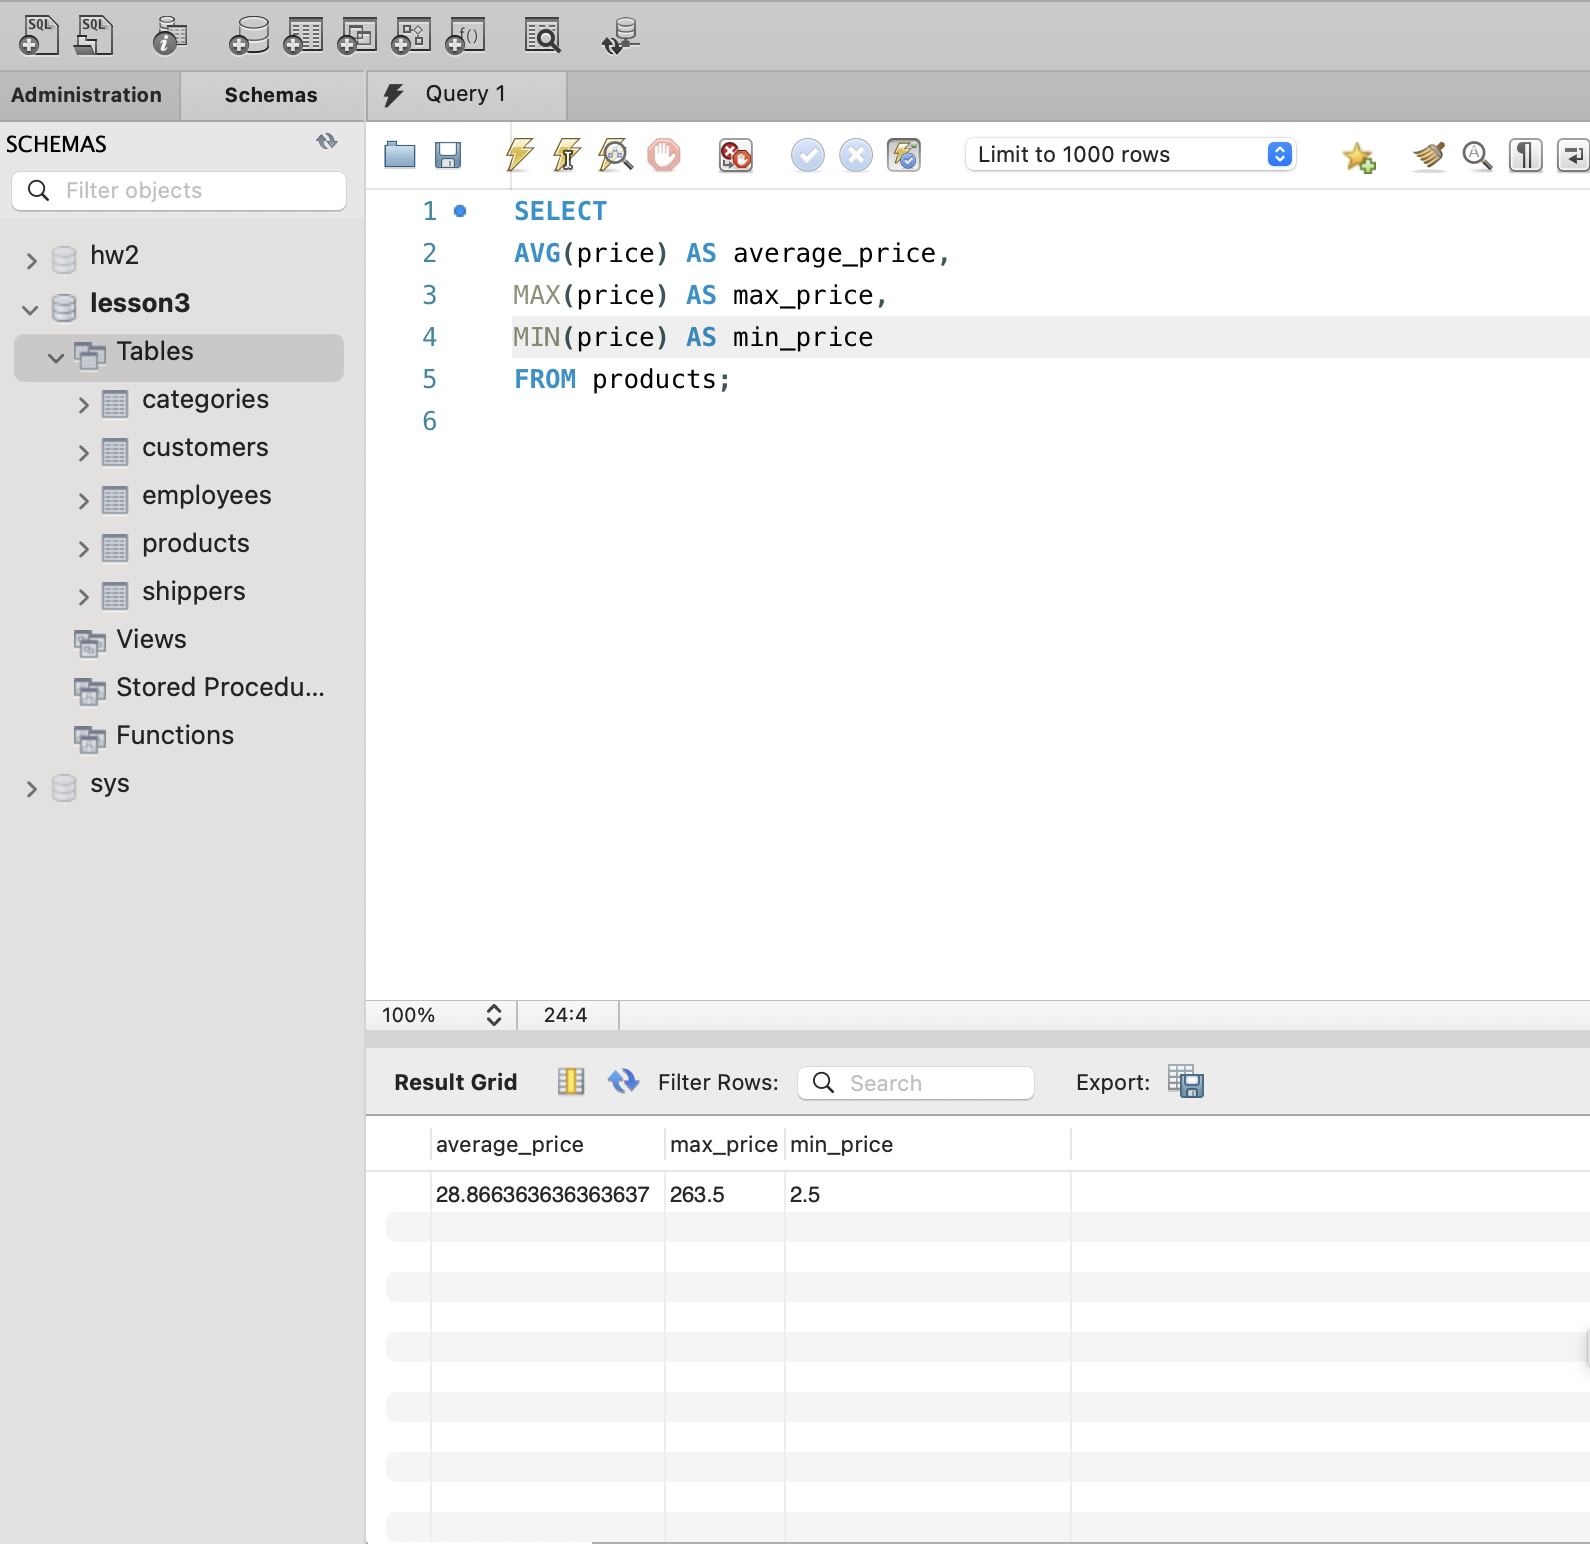 SQL SQL
f()
Administration Schemas Query 1
SCHEMAS
Filter objects
Limit to 1000 rows
hw2
lesson3
Tables
categories
customers
employees
products
shippers
Views
Stored Procedu...
Functions
sys
1 SELECT
2 AVG(price) AS average_price,
3 MAX(price) AS max_price,
4 MIN(price) AS min_price
5 FROM products;
6
100% 24:4
Result Grid Filter Rows: Search Export:
average_price max_price min_price
28.866363636363637 263.5 2.5